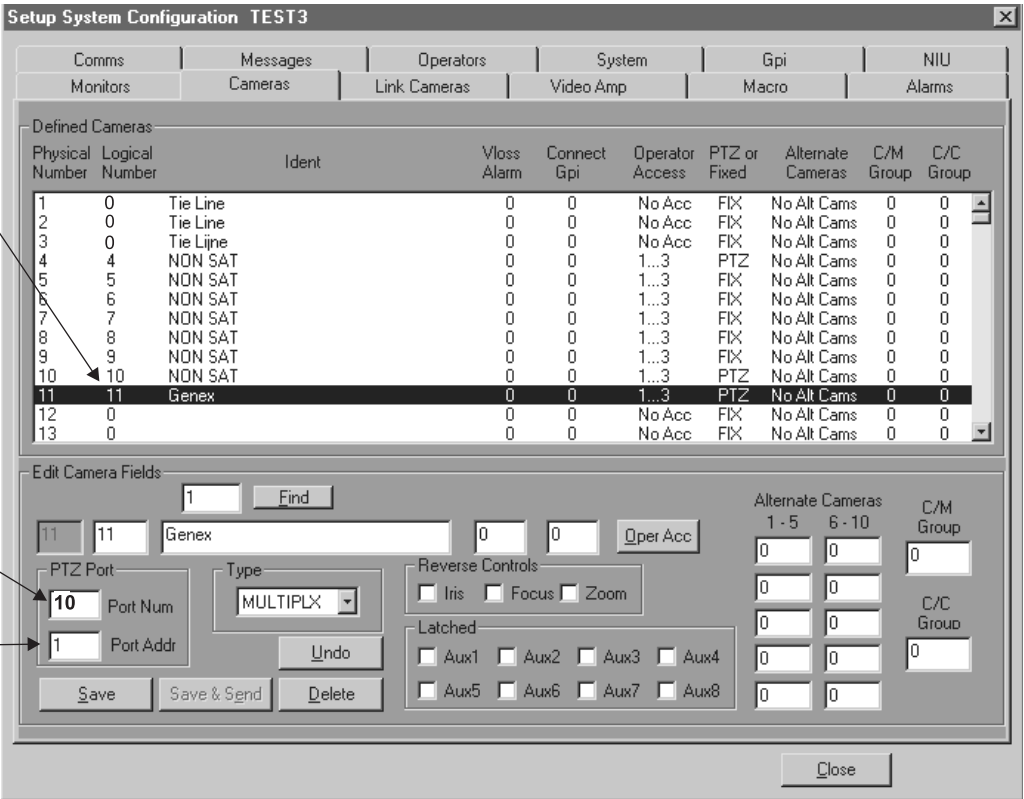 Setup System Configuration TEST3
Comms Messages Operators System Gpi NIU
Monitors Cameras Link Cameras Video Amp Macro Alarms
Defined Cameras
Physical Number Logical Number Ident Vloss Alarm Connect Gpi Operator Access PTZ or Fixed Alternate Cameras C/M Group C/C Group
1 0 Tie Line 0 0 No Acc FIX No Alt Cams 0 0
2 0 Tie Line 0 0 No Acc FIX No Alt Cams 0 0
3 0 Tie Lijne 0 0 No Acc FIX No Alt Cams 0 0
4 4 NON SAT 0 0 1...3 PTZ No Alt Cams 0 0
5 5 NON SAT 0 0 1...3 FIX No Alt Cams 0 0
6 6 NON SAT 0 0 1...3 FIX No Alt Cams 0 0
7 7 NON SAT 0 0 1...3 FIX No Alt Cams 0 0
8 8 NON SAT 0 0 1...3 FIX No Alt Cams 0 0
9 9 NON SAT 0 0 1...3 FIX No Alt Cams 0 0
10 10 NON SAT 0 0 1...3 PTZ No Alt Cams 0 0
11 11 Genex 0 0 1...3 PTZ No Alt Cams 0 0
12 0 0 0 No Acc FIX No Alt Cams 0 0
13 0 0 0 No Acc FIX No Alt Cams 0 0
Edit Camera Fields
1 Find
11 11 Genex 0 0 Oper Acc
PTZ Port
10 Port Num
1 Port Addr
Type
MULTIPLX
Undo
Save Save & Send Delete
Reverse Controls
Iris Focus Zoom
Latched
Aux1 Aux2 Aux3 Aux4
Aux5 Aux6 Aux7 Aux8
Alternate Cameras
1 - 5 6 - 10
0 0
0 0
0 0
0 0
0 0
C/M Group
0
C/C Group
0
Close